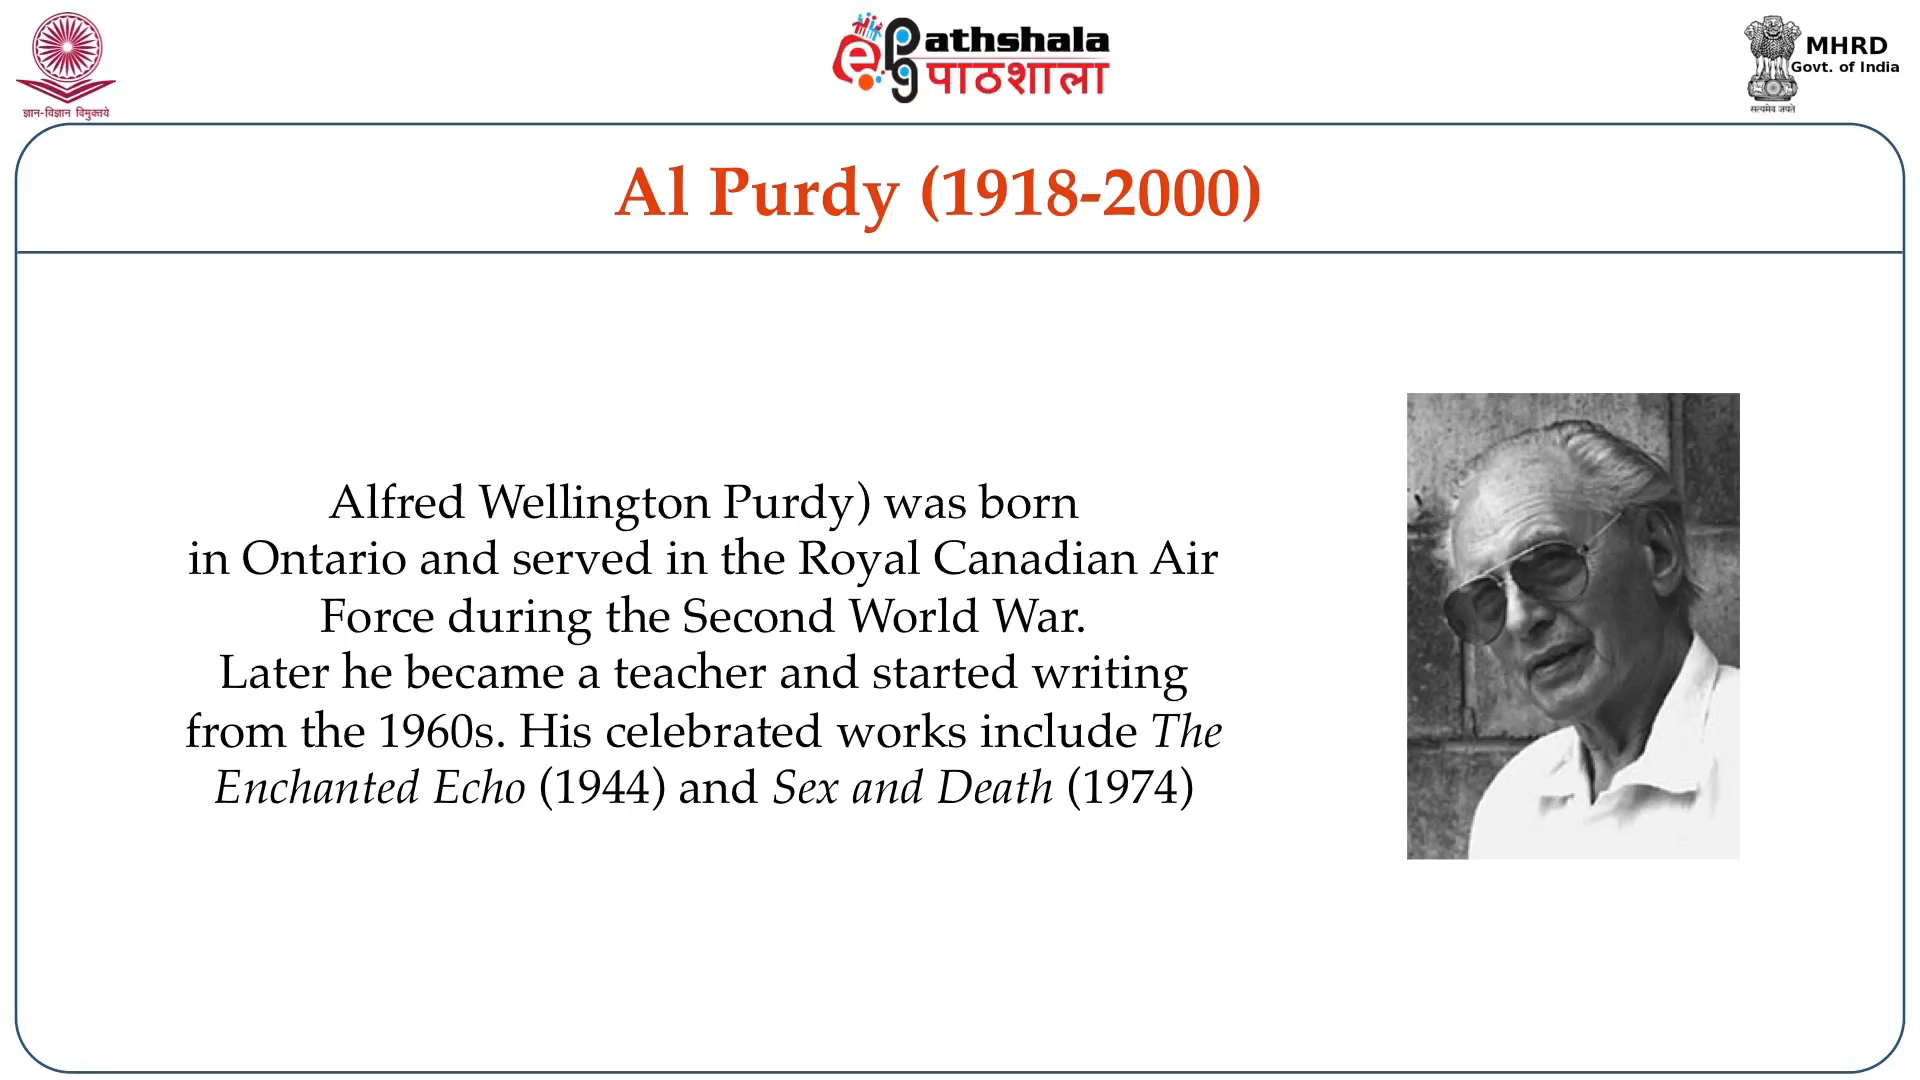 ज्ञान-विज्ञान विमुक्तये
ePathshala
पाठशाला
MHRD
Govt. of India
सत्यमेव जयते
Al Purdy (1918-2000)
Alfred Wellington Purdy) was born
in Ontario and served in the Royal Canadian Air
Force during the Second World War.
Later he became a teacher and started writing
from the 1960s. His celebrated works include The
Enchanted Echo (1944) and Sex and Death (1974)